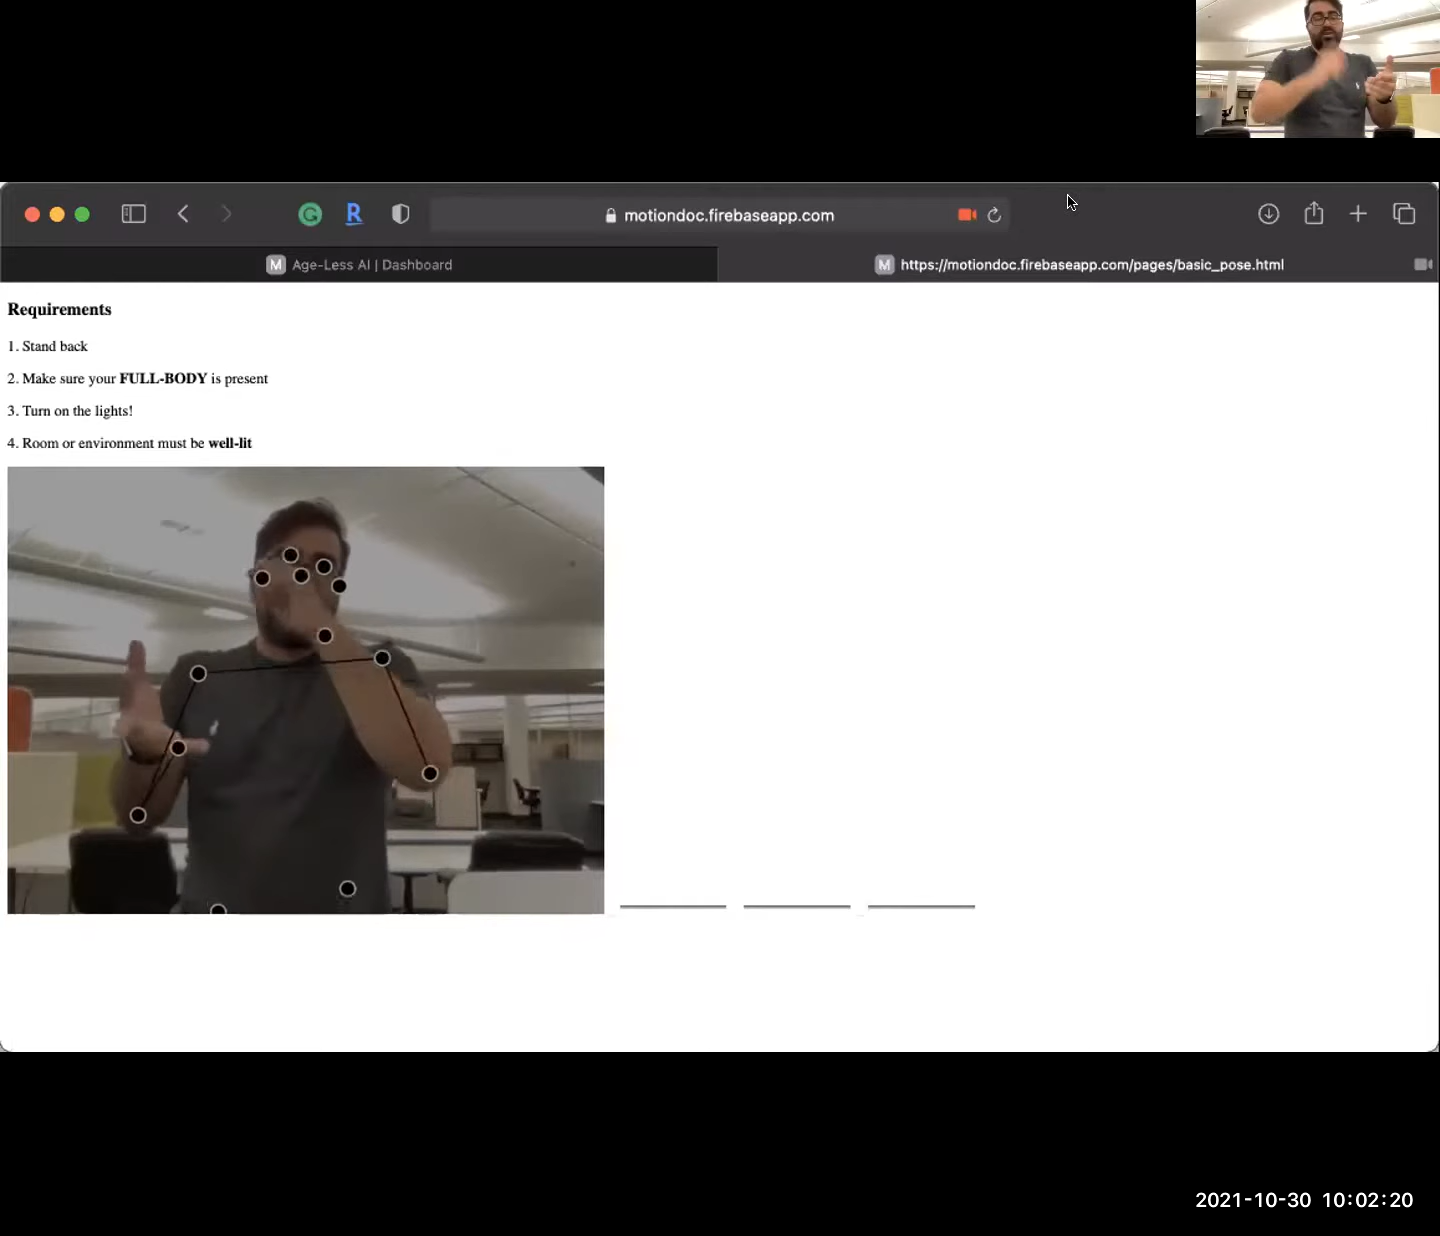 motiondoc.firebaseapp.com
M Age-Less AI | Dashboard
M https://motiondoc.firebaseapp.com/pages/basic_pose.html
Requirements
1. Stand back
2. Make sure your FULL-BODY is present
3. Turn on the lights!
4. Room or environment must be well-lit
2021-10-30 10:02:20